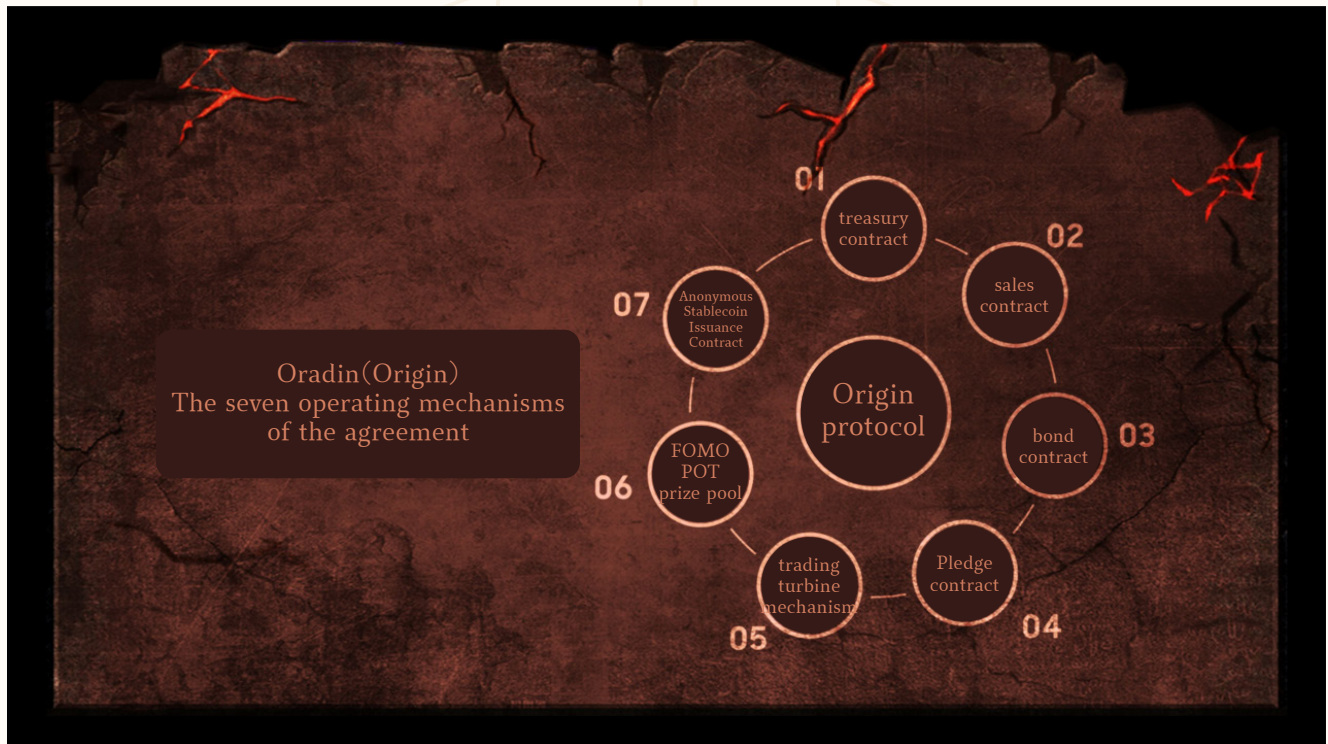 Oradin(Origin)
The seven operating mechanisms
of the agreement
Origin
protocol
01
treasury
contract
02
sales
contract
03
bond
contract
04
Pledge
contract
05
trading
turbine
mechanism
06
FOMO
POT
prize pool
07
Anonymous
Stablecoin
Issuance
Contract